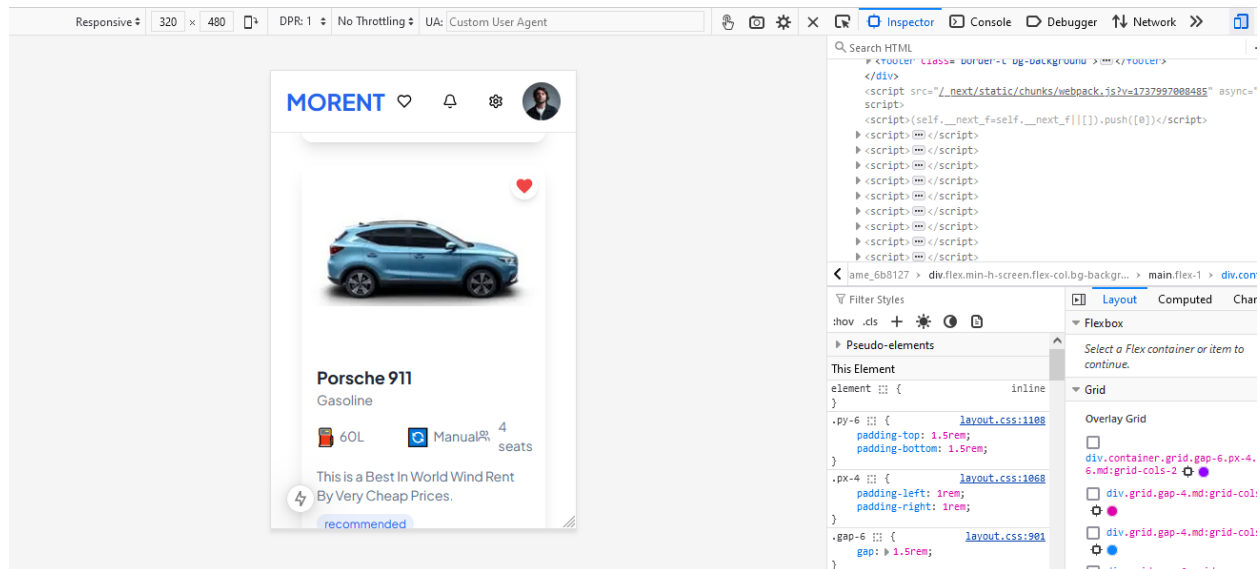 Responsive 320 × 480 DPR: 1 No Throttling UA: Custom User Agent
Inspector Console Debugger Network
MORENT
Porsche 911
Gasoline
60L Manual 4 seats
This is a Best In World Wind Rent
By Very Cheap Prices.
recommended
Search HTML
<footer class="border-t bg-background">…</footer>
</div>
<script src="/_next/static/chunks/webpack.js?v=1737997008485" async="
script>
<script>(self.__next_f=self.__next_f||[]).push([0])</script>
<script>…</script>
<script>…</script>
<script>…</script>
<script>…</script>
<script>…</script>
<script>…</script>
<script>…</script>
<script>…</script>
<script>…</script>
ame_6b8127 > div.flex.min-h-screen.flex-col.bg-backgr… > main.flex-1 > div.con
Filter Styles
:hov .cls +
Pseudo-elements
This Element
element { inline
}
.py-6 { layout.css:1108
padding-top: 1.5rem;
padding-bottom: 1.5rem;
}
.px-4 { layout.css:1068
padding-left: 1rem;
padding-right: 1rem;
}
.gap-6 { layout.css:901
gap: 1.5rem;
}
Layout Computed Char
Flexbox
Select a Flex container or item to
continue.
Grid
Overlay Grid
div.container.grid.gap-6.px-4.
6.md:grid-cols-2
div.grid.gap-4.md:grid-cols
div.grid.gap-4.md:grid-cols